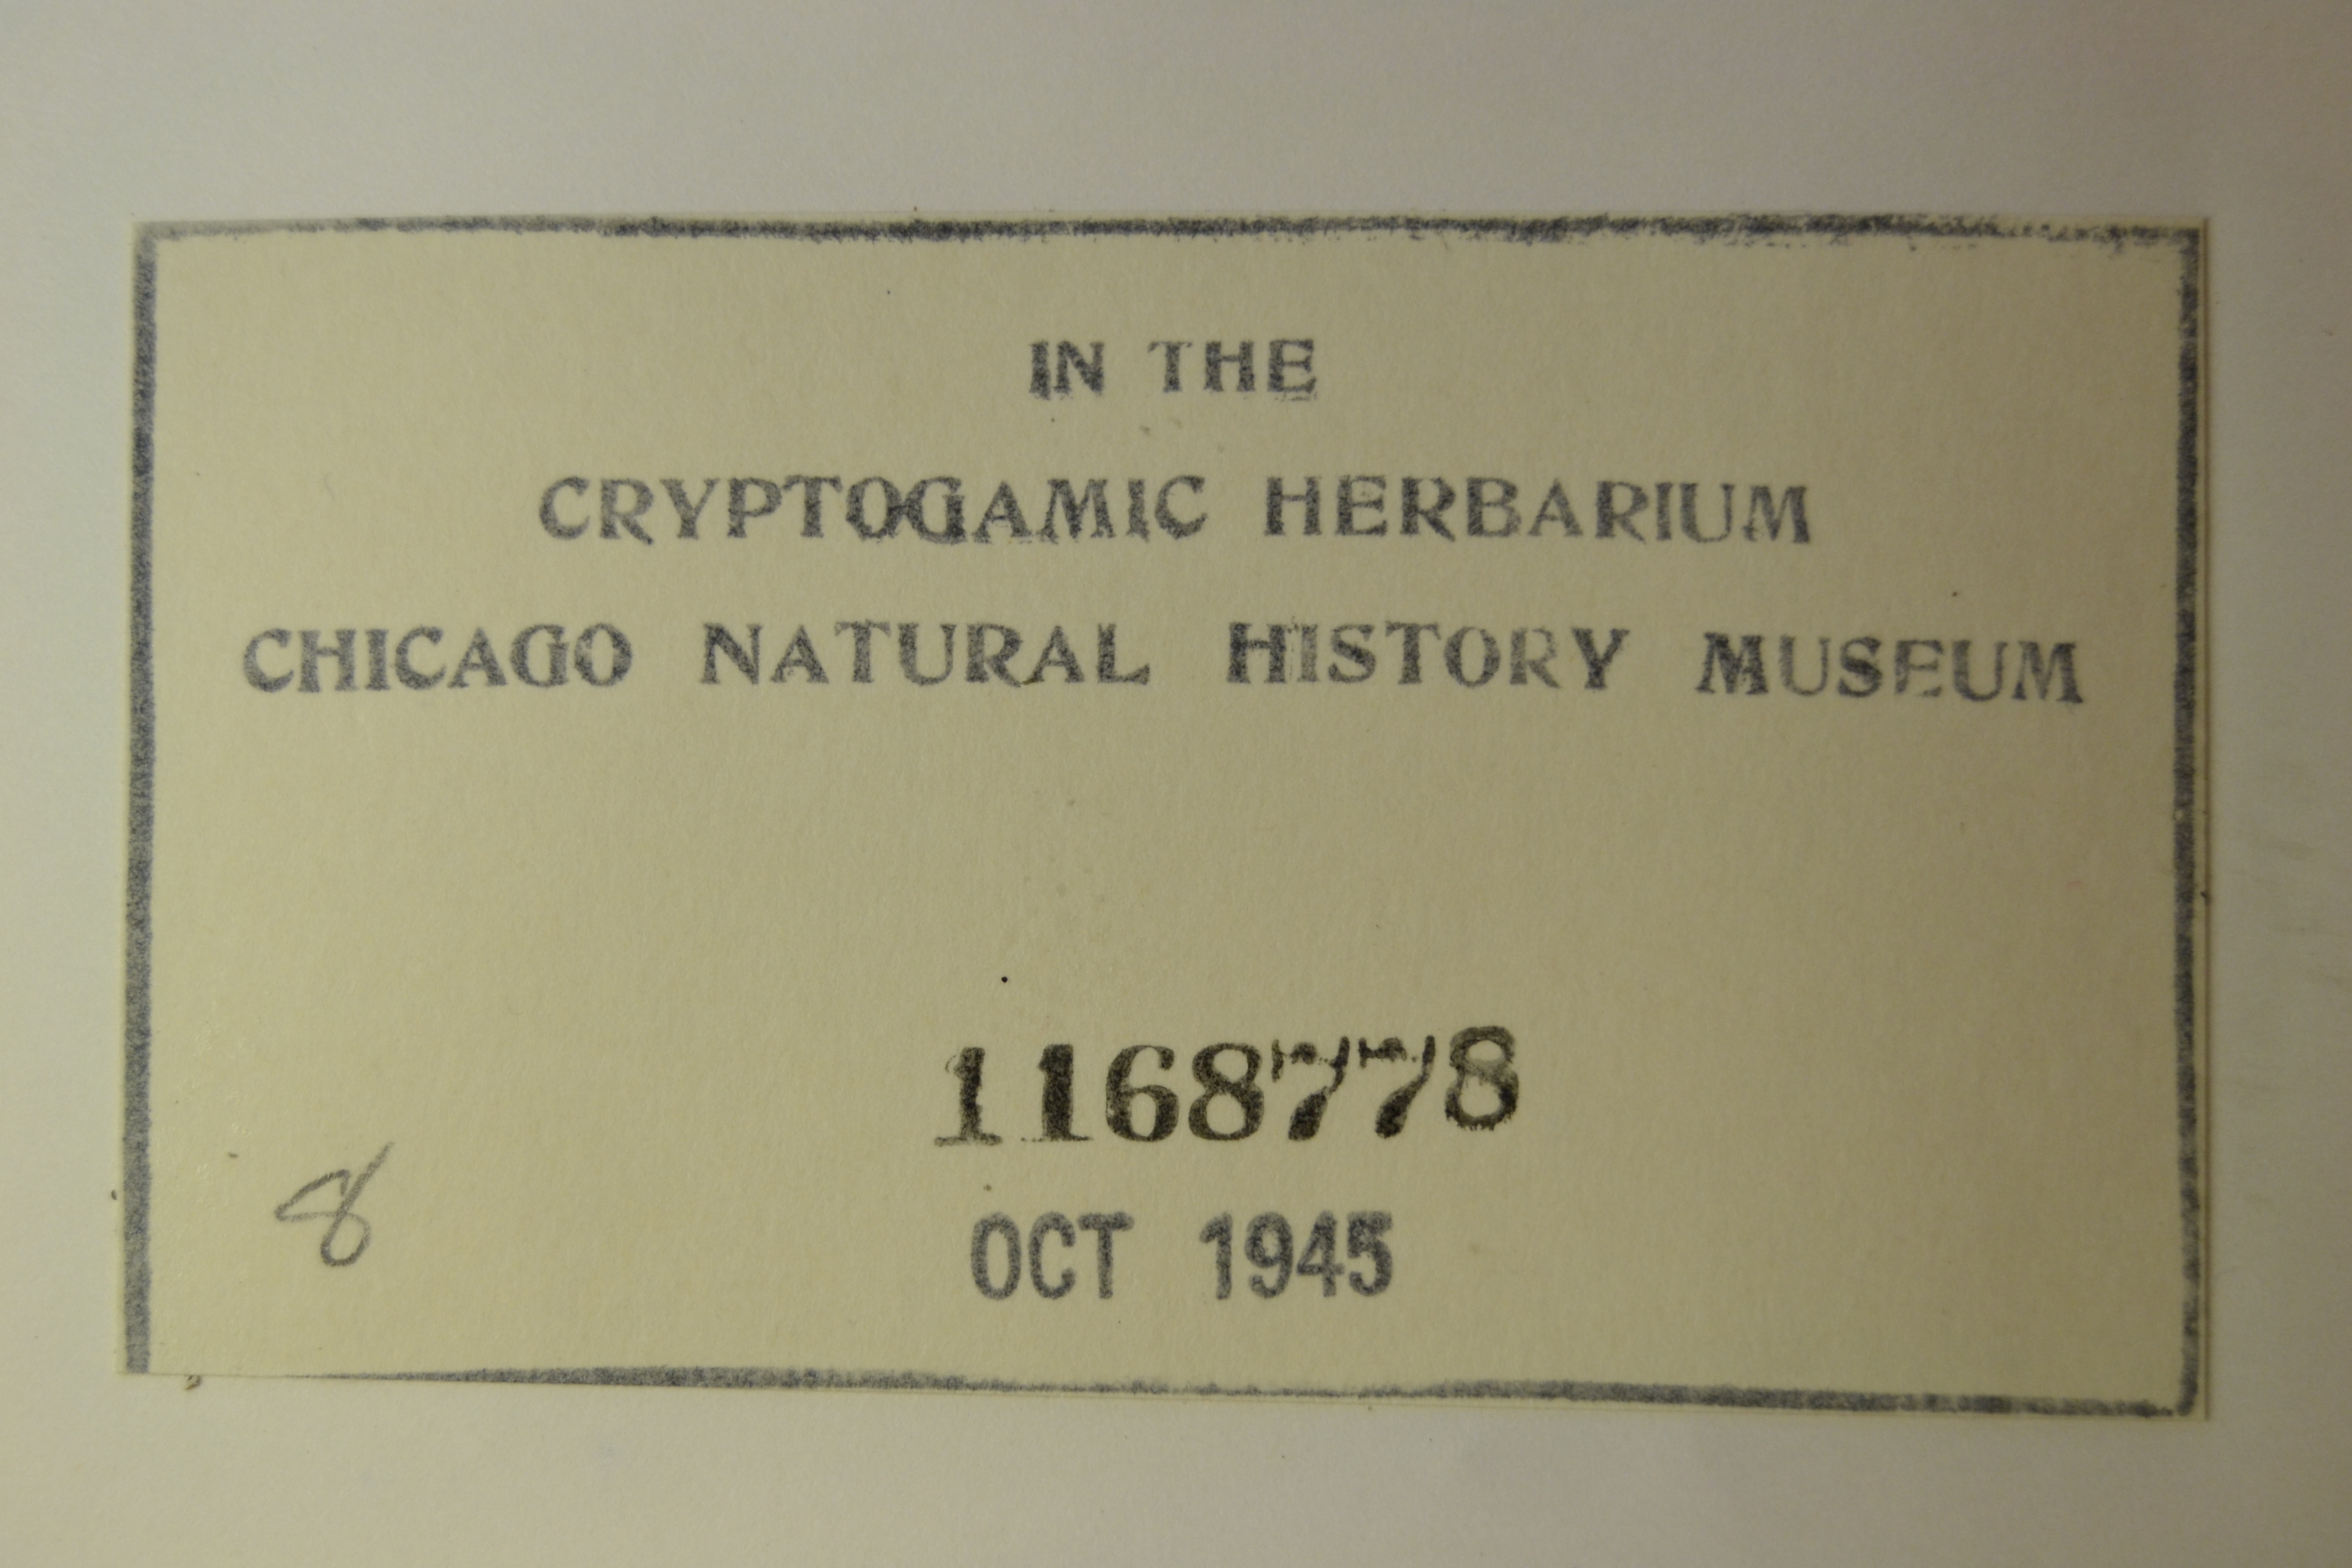 IN THE
CRYPTOGAMIC HERBARIUM
CHICAGO NATURAL HISTORY MUSEUM
1168778
8
OCT 1945